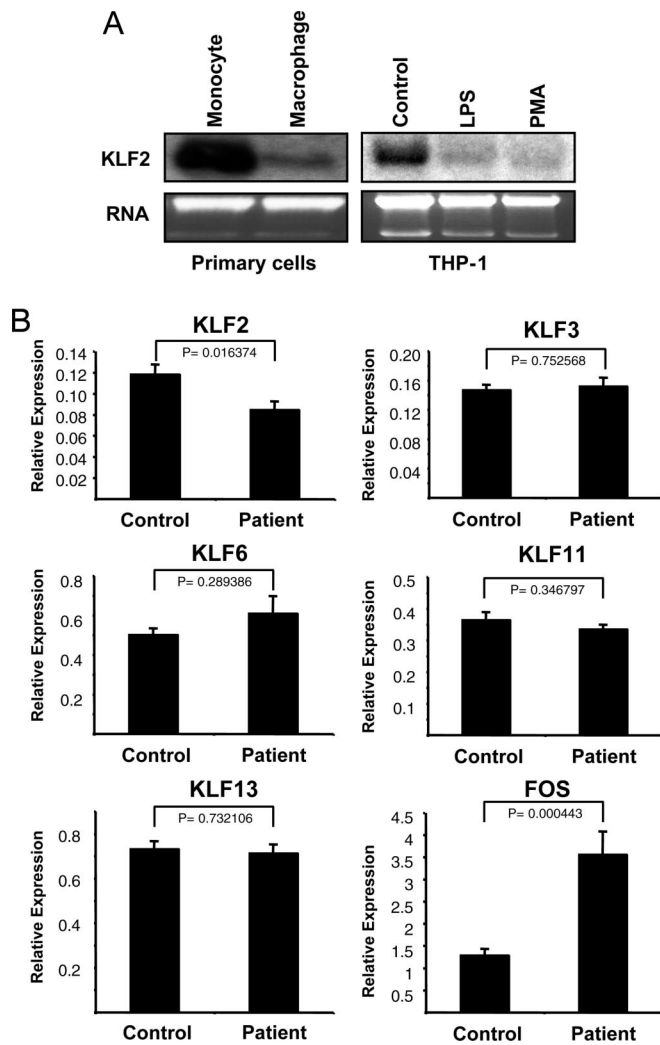 A
Monocyte
Macrophage
Control
LPS
PMA
KLF2
RNA
Primary cells
THP-1
B
KLF2
P= 0.016374
Relative Expression
0.14
0.12
0.10
0.08
0.06
0.04
0.02
Control Patient
KLF3
P= 0.752568
Relative Expression
0.20
0.16
0.12
0.08
0.04
Control Patient
KLF6
P= 0.289386
Relative Expression
0.8
0.6
0.4
0.2
Control Patient
KLF11
P= 0.346797
Relative Expression
0.5
0.4
0.3
0.2
0.1
Control Patient
KLF13
P= 0.732106
Relative Expression
0.8
0.6
0.4
0.2
Control Patient
FOS
P= 0.000443
Relative Expression
4.5
4
3.5
3
2.5
2
1.5
1
0.5
Control Patient